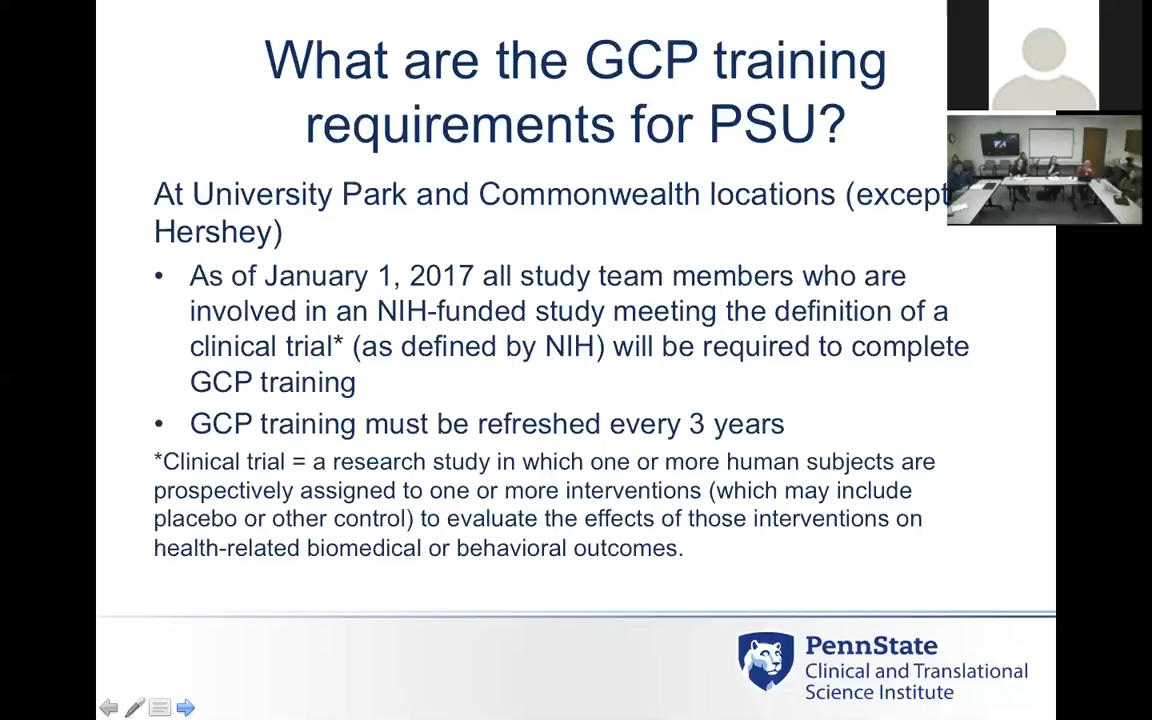 What are the GCP training
requirements for PSU?
At University Park and Commonwealth locations (except
Hershey)
• As of January 1, 2017 all study team members who are
involved in an NIH-funded study meeting the definition of a
clinical trial* (as defined by NIH) will be required to complete
GCP training
• GCP training must be refreshed every 3 years
*Clinical trial = a research study in which one or more human subjects are
prospectively assigned to one or more interventions (which may include
placebo or other control) to evaluate the effects of those interventions on
health-related biomedical or behavioral outcomes.
PennState
Clinical and Translational
Science Institute